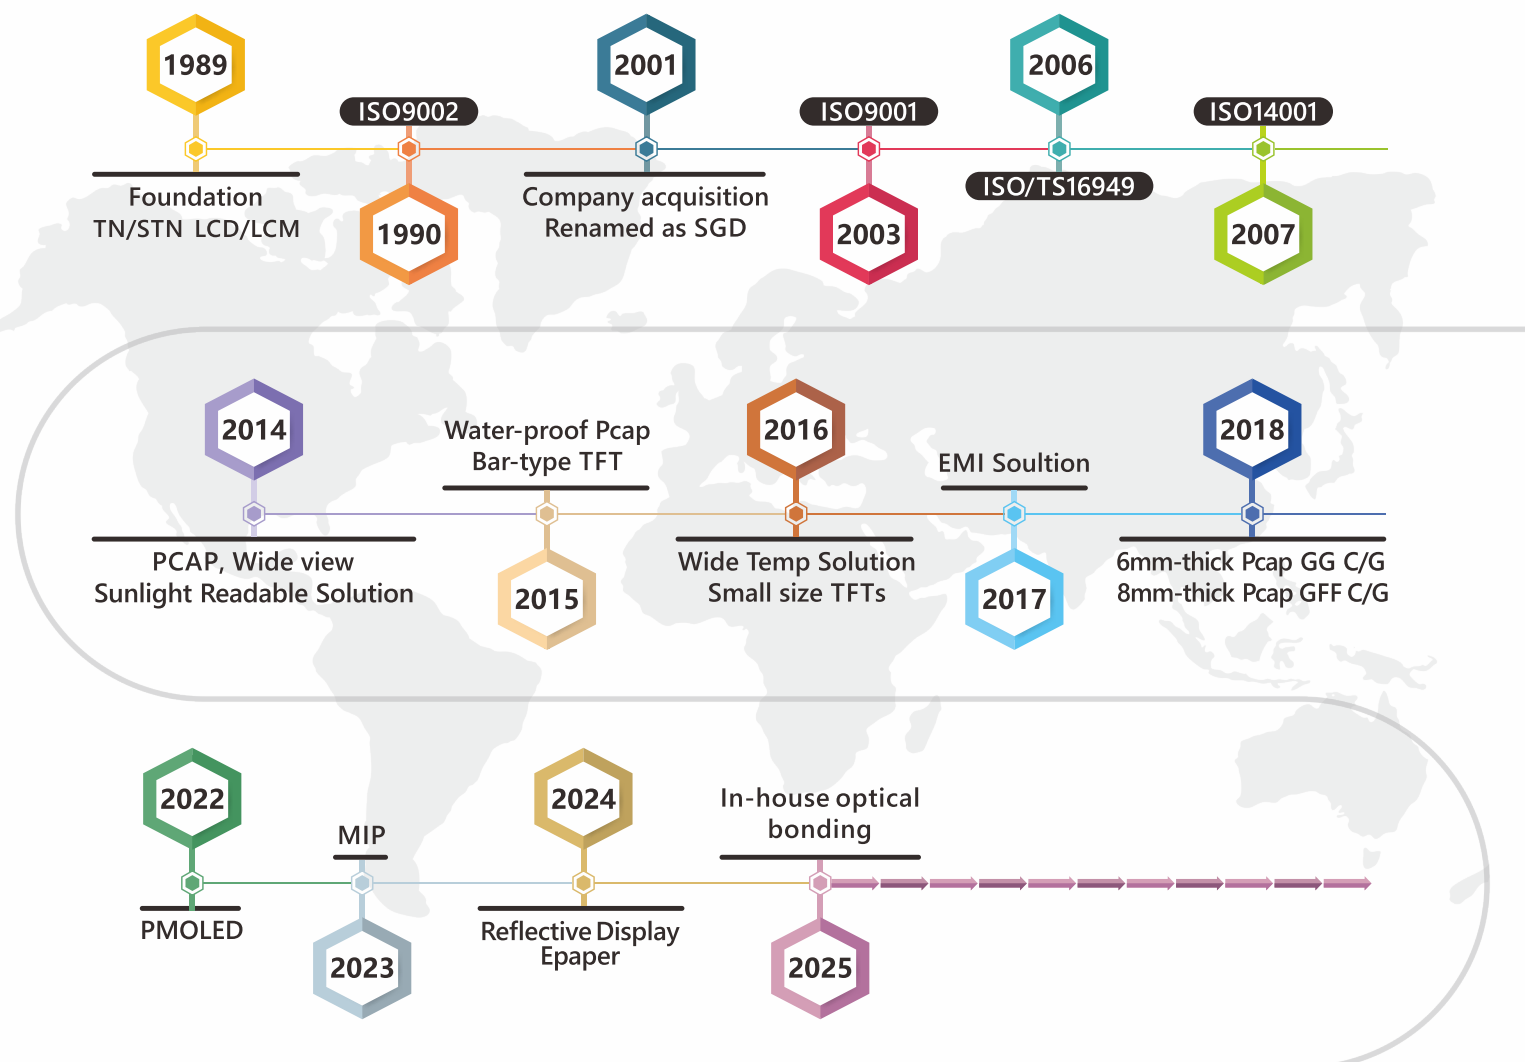 1989
Foundation
TN/STN LCD/LCM
ISO9002
1990
2001
Company acquisition
Renamed as SGD
ISO9001
2003
2006
ISO/TS16949
ISO14001
2007
2014
PCAP, Wide view
Sunlight Readable Solution
Water-proof Pcap
Bar-type TFT
2015
2016
Wide Temp Solution
Small size TFTs
EMI Soultion
2017
2018
6mm-thick Pcap GG C/G
8mm-thick Pcap GFF C/G
2022
PMOLED
MIP
2023
2024
Reflective Display
Epaper
In-house optical
bonding
2025